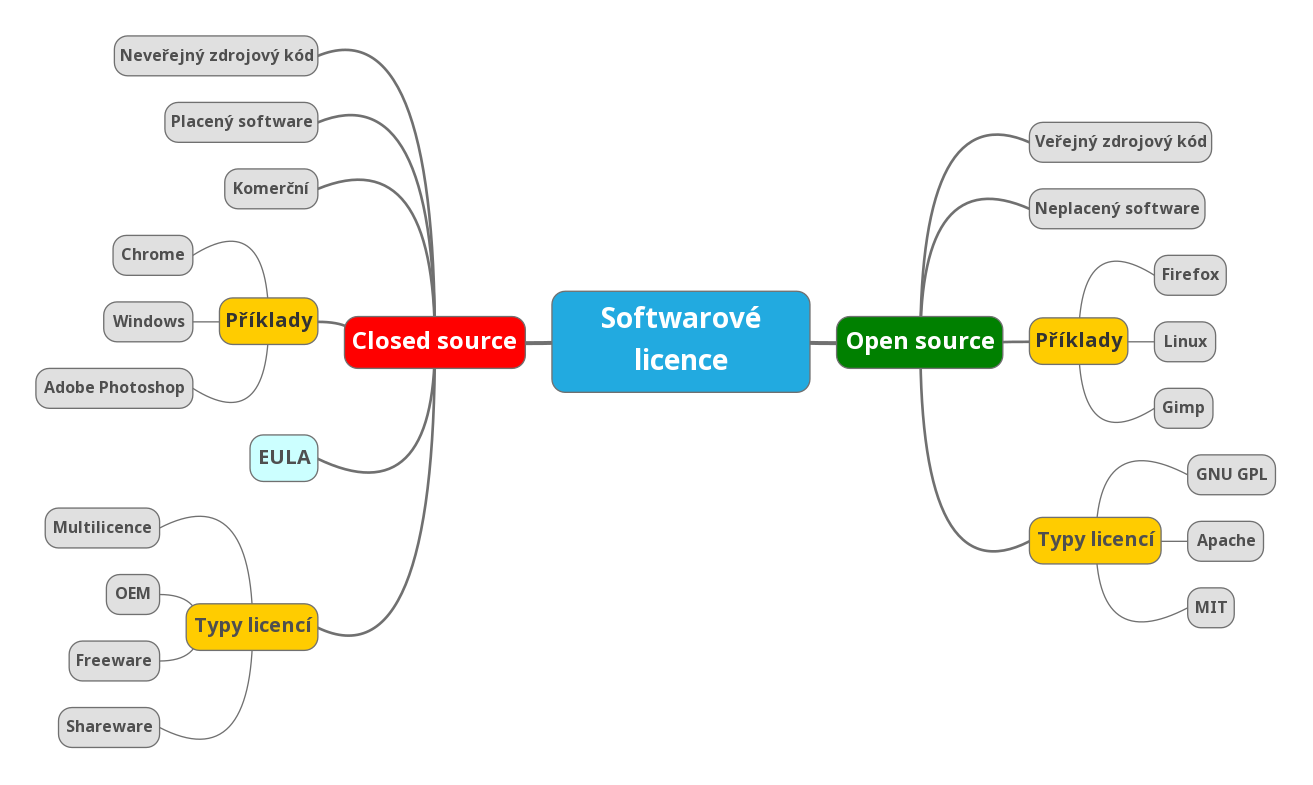 Softwarové
licence
Closed source
Neveřejný zdrojový kód
Placený software
Komerční
Příklady
Chrome
Windows
Adobe Photoshop
EULA
Typy licencí
Multilicence
OEM
Freeware
Shareware
Open source
Veřejný zdrojový kód
Neplacený software
Příklady
Firefox
Linux
Gimp
Typy licencí
GNU GPL
Apache
MIT